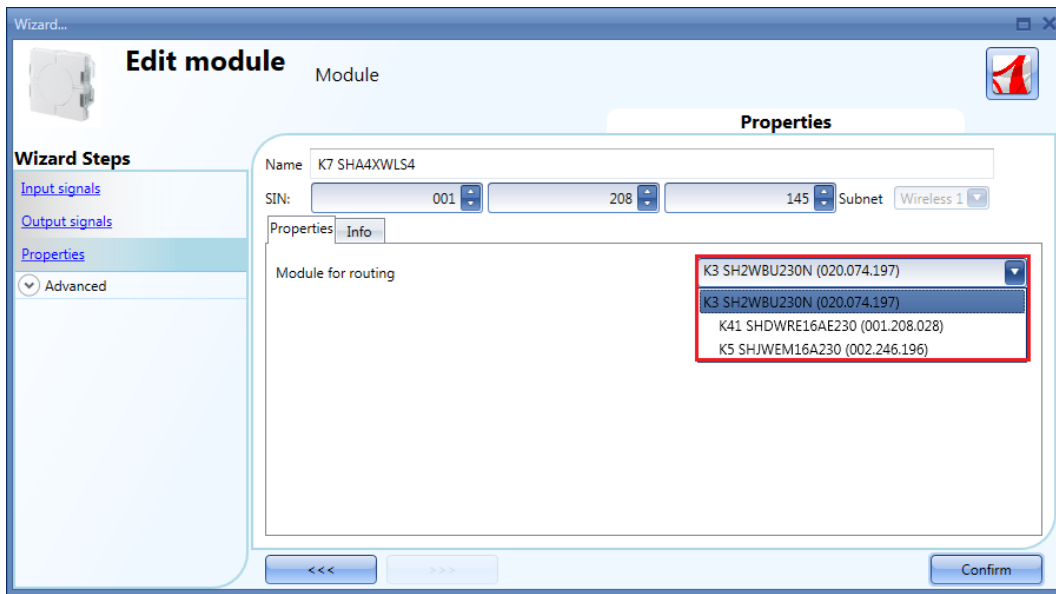 Wizard...
Edit module
Module
Properties
Wizard Steps
Input signals
Output signals
Properties
Advanced
Name K7 SHA4XWLS4
SIN: 001 208 145 Subnet Wireless 1
Properties Info
Module for routing K3 SH2WBU230N (020.074.197)
K3 SH2WBU230N (020.074.197)
K41 SHDWRE16AE230 (001.208.028)
K5 SHJWEM16A230 (002.246.196)
<<< >>> Confirm